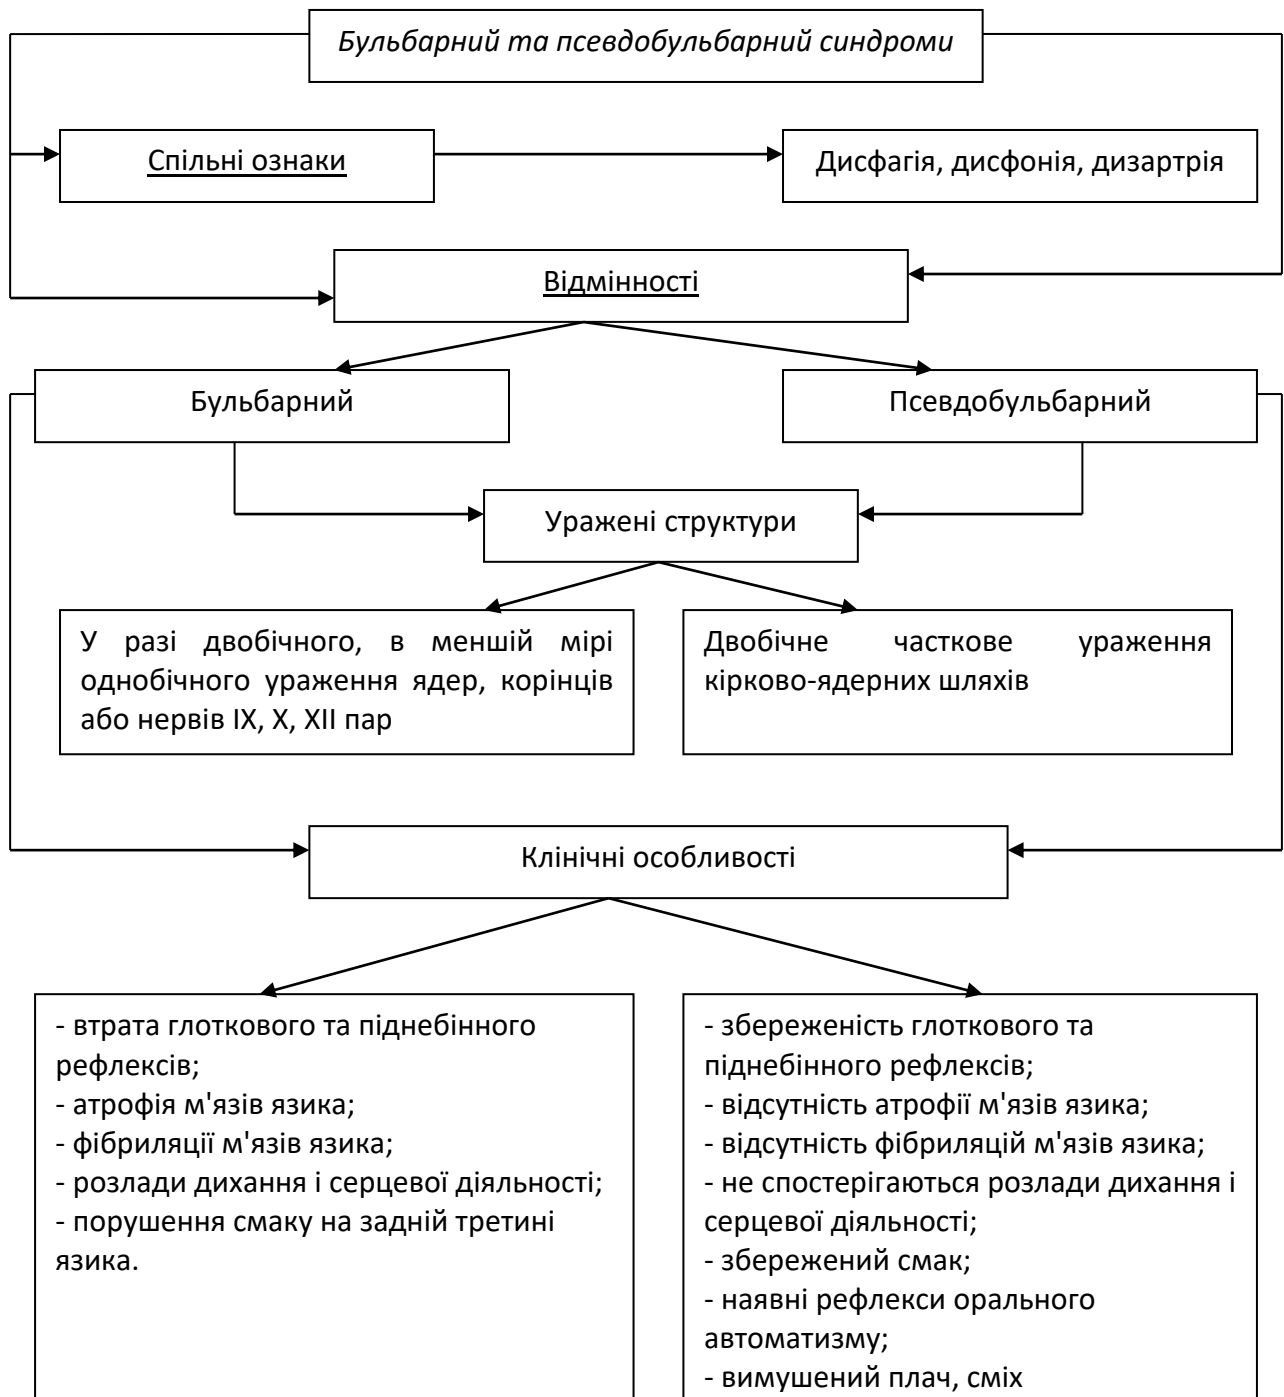 Бульбарний та псевдобульбарний синдроми
Спільні ознаки
Дисфагія, дисфонія, дизартрія
Відмінності
Бульбарний
Псевдобульбарний
Уражені структури
У разі двобічного, в меншій мірі
однобічного ураження ядер, корінців
або нервів IX, X, XII пар
Двобічне часткове ураження
кірково-ядерних шляхів
Клінічні особливості
- втрата глоткового та піднебінного
рефлексів;
- атрофія м'язів язика;
- фібриляції м'язів язика;
- розлади дихання і серцевої діяльності;
- порушення смаку на задній третині
язика.
- збереженість глоткового та
піднебінного рефлексів;
- відсутність атрофії м'язів язика;
- відсутність фібриляцій м'язів язика;
- не спостерігаються розлади дихання і
серцевої діяльності;
- збережений смак;
- наявні рефлекси орального
автоматизму;
- вимушений плач, сміх